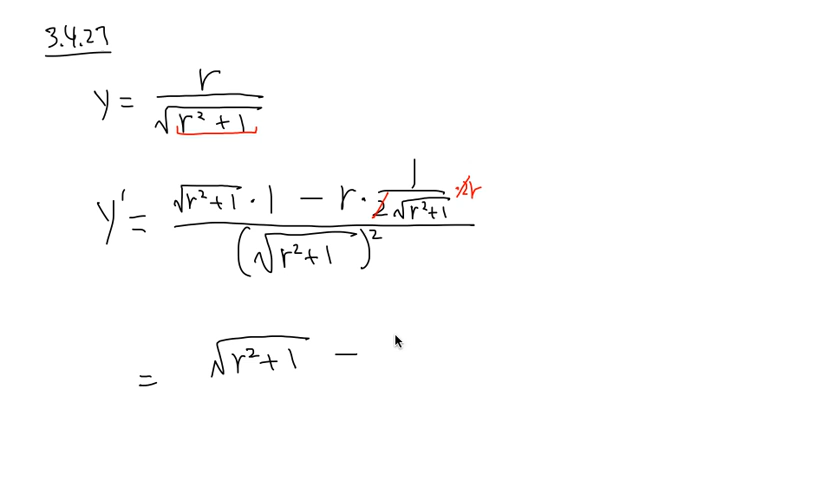 3.4.27
y = r / √(r² + 1)
y' = (√(r²+1) · 1 − r · 1 / (2√(r²+1)) · 2r) / (√(r²+1))²
= √(r²+1) −